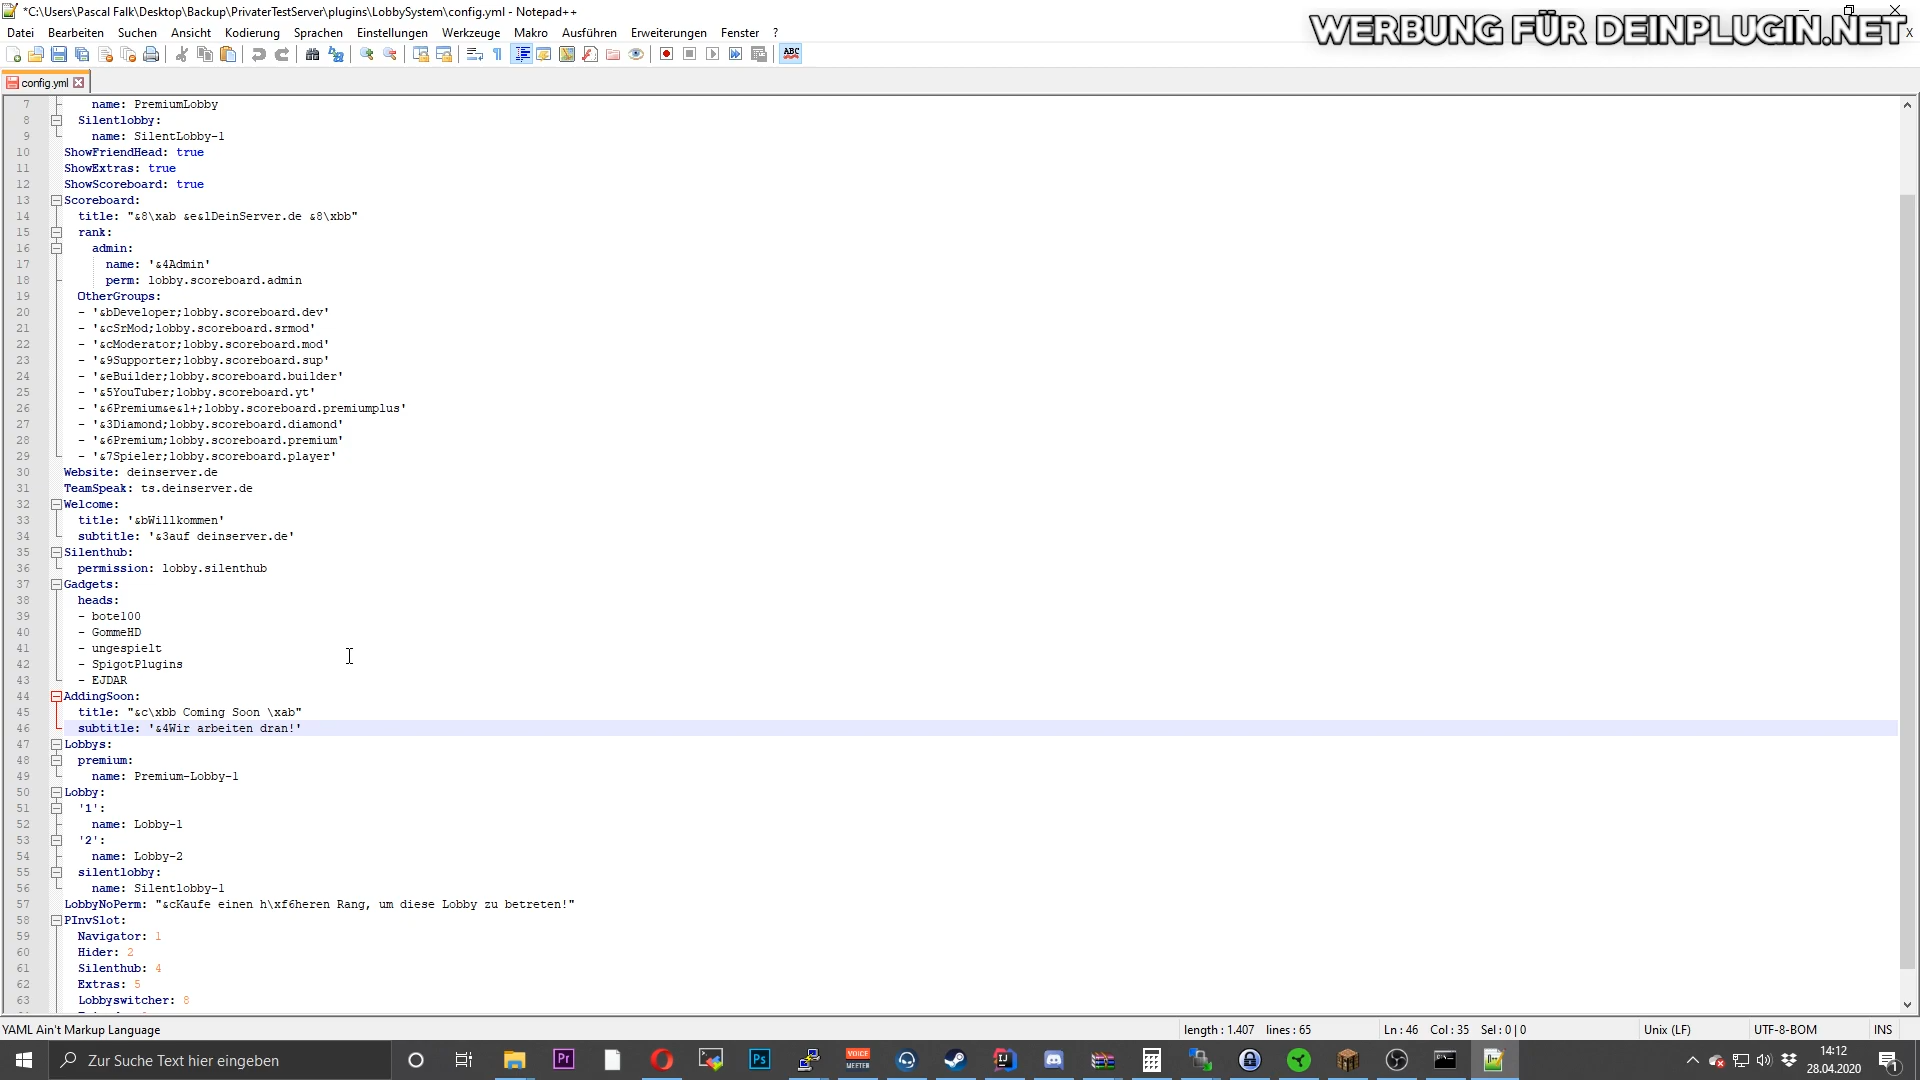 *C:\Users\Pascal Falk\Desktop\Backup\PrivaterTestServer\plugins\LobbySystem\config.yml - Notepad++
WERBUNG FÜR DEINPLUGIN.NET
Datei Bearbeiten Suchen Ansicht Kodierung Sprachen Einstellungen Werkzeuge Makro Ausführen Erweiterungen Fenster ?
config.yml
7 name: PremiumLobby
8 Silentlobby:
9 name: SilentLobby-1
10 ShowFriendHead: true
11 ShowExtras: true
12 ShowScoreboard: true
13 Scoreboard:
14 title: "&8\xab &e&lDeinServer.de &8\xbb"
15 rank:
16 admin:
17 name: '&4Admin'
18 perm: lobby.scoreboard.admin
19 OtherGroups:
20 - '&bDeveloper;lobby.scoreboard.dev'
21 - '&cSrMod;lobby.scoreboard.srmod'
22 - '&cModerator;lobby.scoreboard.mod'
23 - '&9Supporter;lobby.scoreboard.sup'
24 - '&eBuilder;lobby.scoreboard.builder'
25 - '&5YouTuber;lobby.scoreboard.yt'
26 - '&6Premium&e&l+;lobby.scoreboard.premiumplus'
27 - '&3Diamond;lobby.scoreboard.diamond'
28 - '&6Premium;lobby.scoreboard.premium'
29 - '&7Spieler;lobby.scoreboard.player'
30 Website: deinserver.de
31 TeamSpeak: ts.deinserver.de
32 Welcome:
33 title: '&bWillkommen'
34 subtitle: '&3auf deinserver.de'
35 Silenthub:
36 permission: lobby.silenthub
37 Gadgets:
38 heads:
39 - bote100
40 - GommeHD
41 - ungespielt
42 - SpigotPlugins
43 - EJDAR
44 AddingSoon:
45 title: "&c\xbb Coming Soon \xab"
46 subtitle: '&4Wir arbeiten dran!'
47 Lobbys:
48 premium:
49 name: Premium-Lobby-1
50 Lobby:
51 '1':
52 name: Lobby-1
53 '2':
54 name: Lobby-2
55 silentlobby:
56 name: Silentlobby-1
57 LobbyNoPerm: "&cKaufe einen h\xf6heren Rang, um diese Lobby zu betreten!"
58 PInvSlot:
59 Navigator: 1
60 Hider: 2
61 Silenthub: 4
62 Extras: 5
63 Lobbyswitcher: 8
YAML Ain't Markup Language length : 1.407 lines : 65 Ln : 46 Col : 35 Sel : 0 | 0 Unix (LF) UTF-8-BOM INS
Zur Suche Text hier eingeben
14:12
28.04.2020